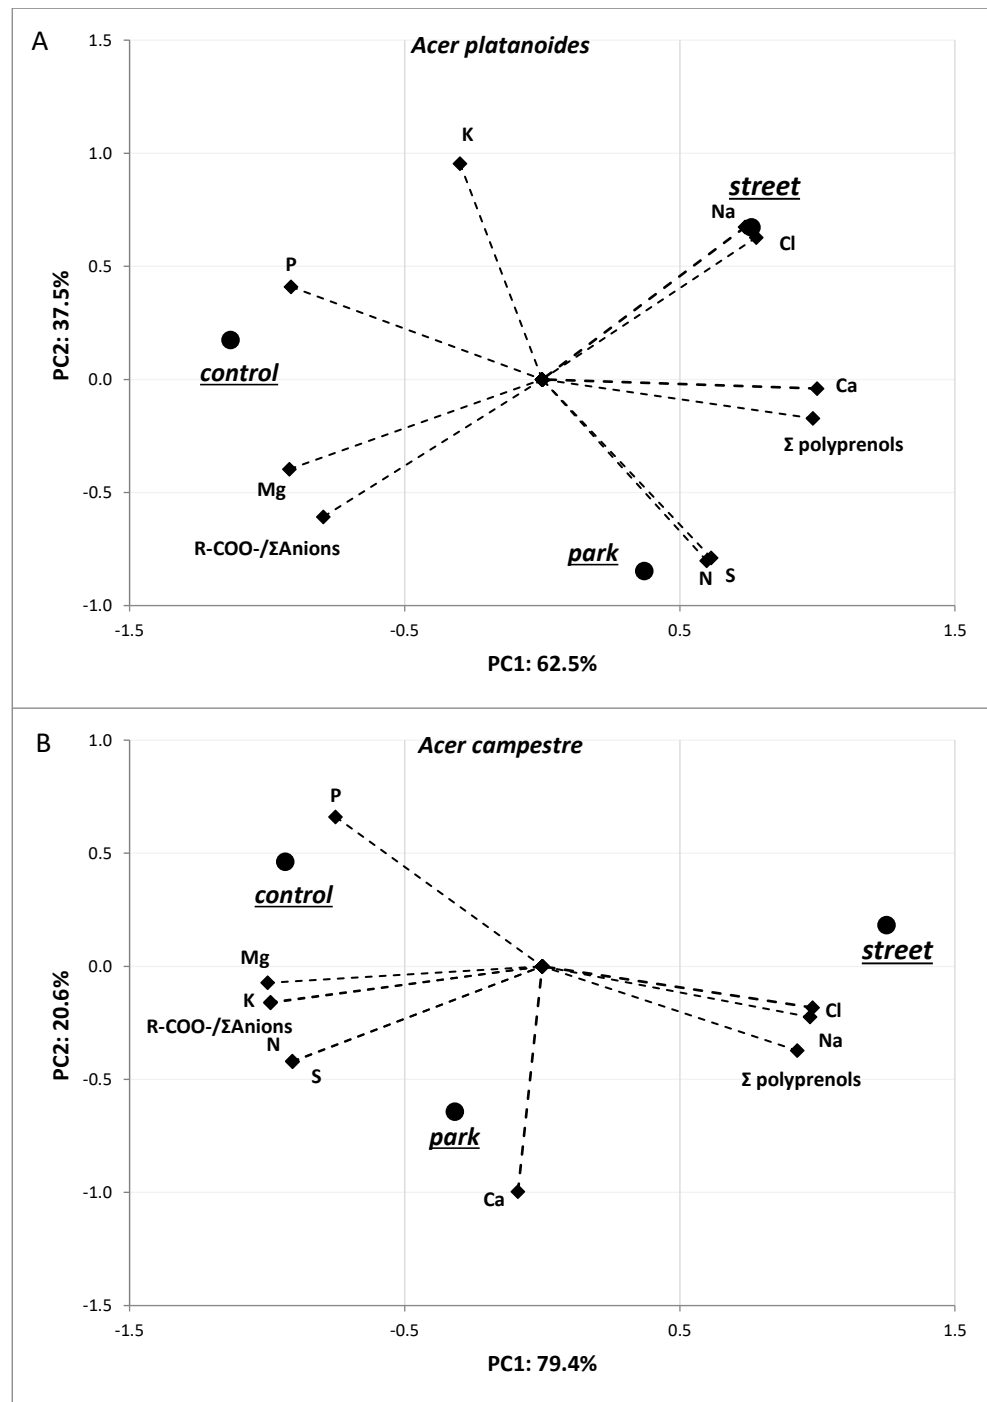 A
Acer platanoides
1.5
K
1.0
street
Na
Cl
P
0.5
PC2: 37.5%
control
0.0
Ca
Σ polyprenols
Mg
-0.5
R-COO-/ΣAnions
park
N
S
-1.0
-1.5
-0.5
0.5
1.5
PC1: 62.5%
B
Acer campestre
1.0
P
0.5
control
street
Mg
0.0
K
Cl
R-COO-/ΣAnions
Na
N
S
Σ polyprenols
PC2: 20.6%
-0.5
park
Ca
-1.0
-1.5
-1.5
-0.5
0.5
1.5
PC1: 79.4%